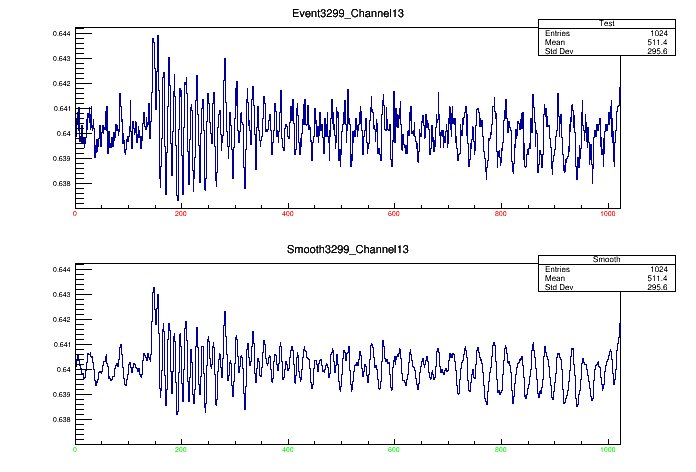 Event3299_Channel13
Test
Entries 1024
Mean 511.4
Std Dev 295.6
0.644
0.643
0.642
0.641
0.64
0.639
0.638
0 200 400 600 800 1000
Smooth3299_Channel13
Smooth
Entries 1024
Mean 511.4
Std Dev 295.6
0.644
0.643
0.642
0.641
0.64
0.639
0.638
0 200 400 600 800 1000